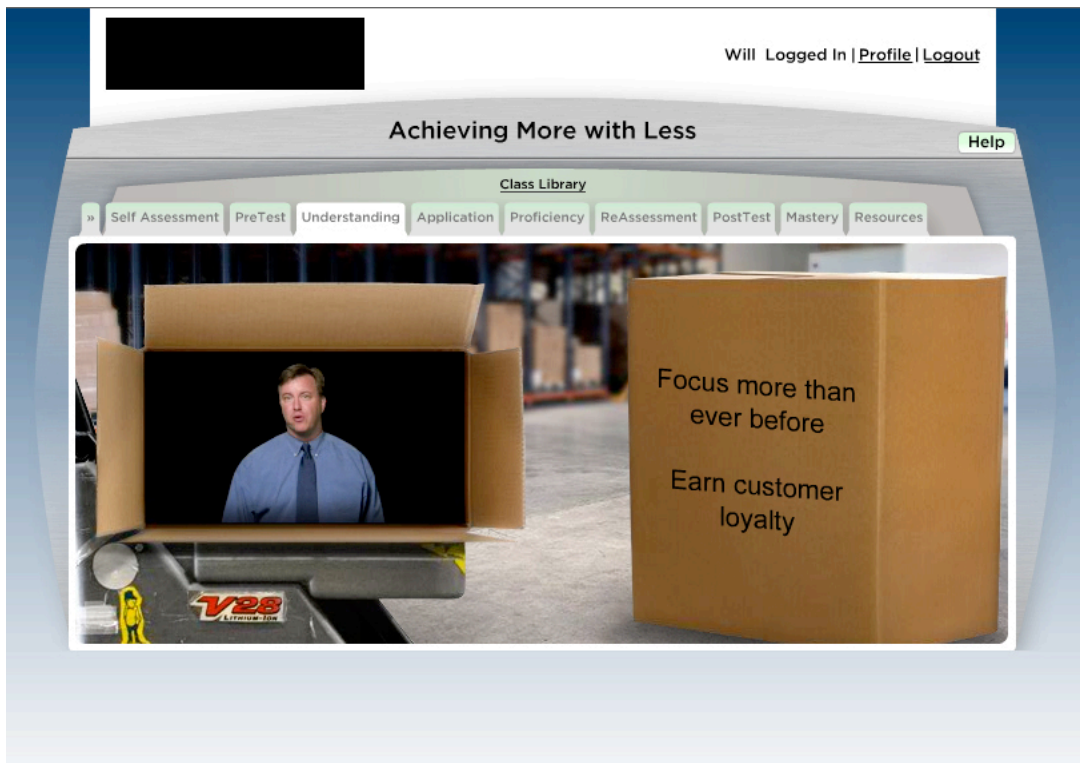 Will Logged In | Profile | Logout
Achieving More with Less
Help
Class Library
» Self Assessment PreTest Understanding Application Proficiency ReAssessment PostTest Mastery Resources
Focus more than
ever before
Earn customer
loyalty
V28
LITHIUM-ION